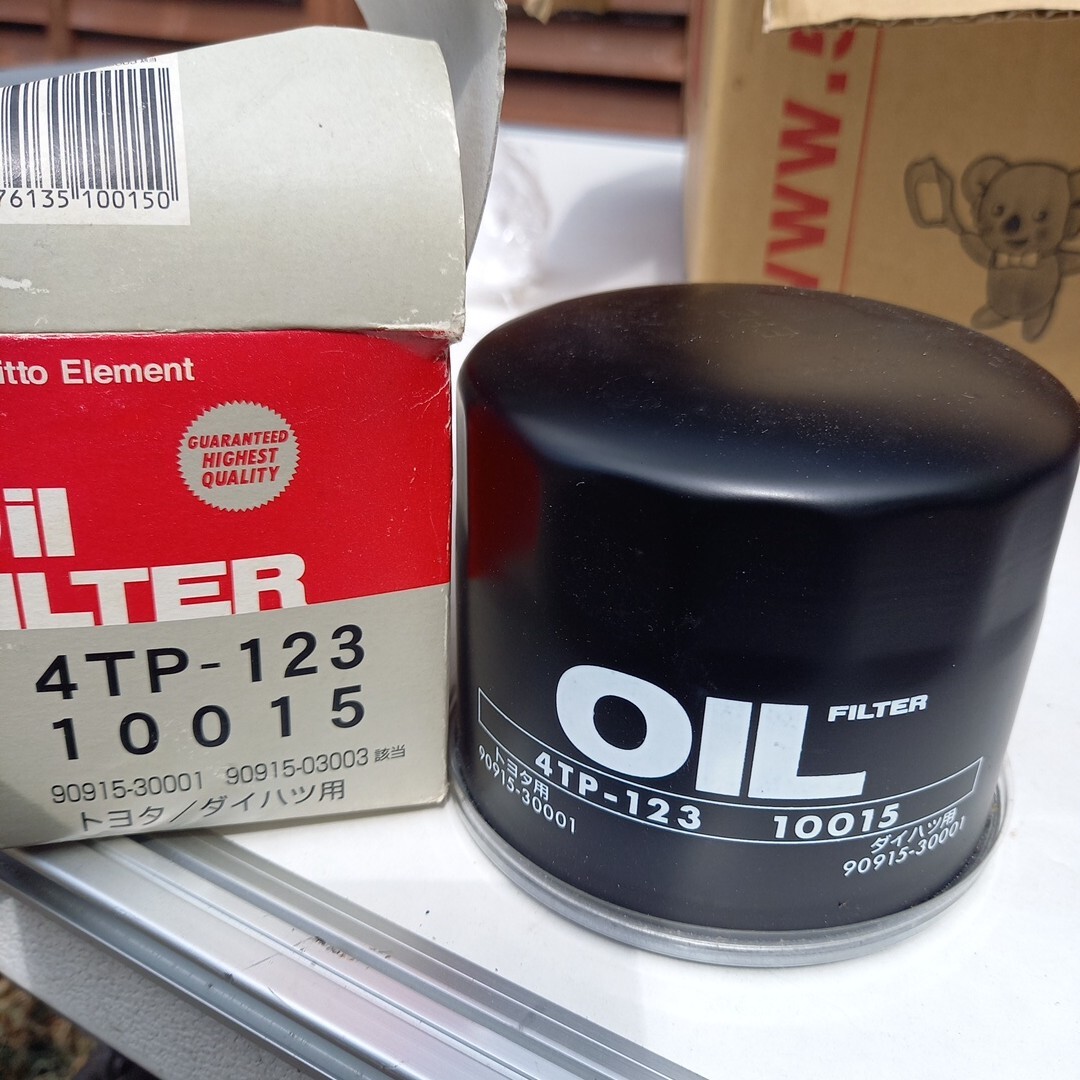 76135 100150
itto Element
GUARANTEED
HIGHEST
QUALITY
il
ILTER
4TP-123
10015
90915-30001 90915-03003 該当
トヨタ/ダイハツ用
WWW.
OIL FILTER
4TP-123 10015
トヨタ用
90915-30001
ダイハツ用
90915-30001